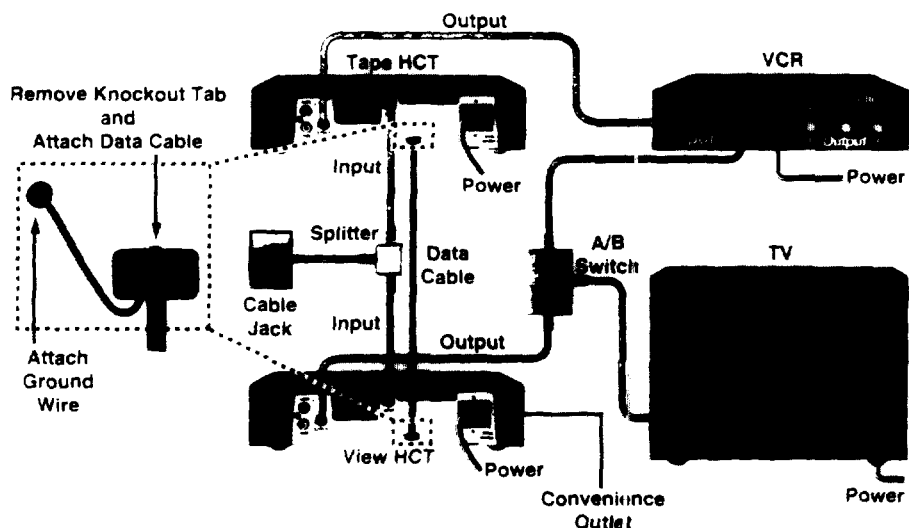 Output
Tape HCT
VCR
Remove Knockout Tab
and
Attach Data Cable
Output
Input
Power
Power
Splitter
Data
Cable
A/B
Switch
TV
Cable
Jack
Input
Output
Attach
Ground
Wire
View HCT
Power
Convenience
Outlet
Power